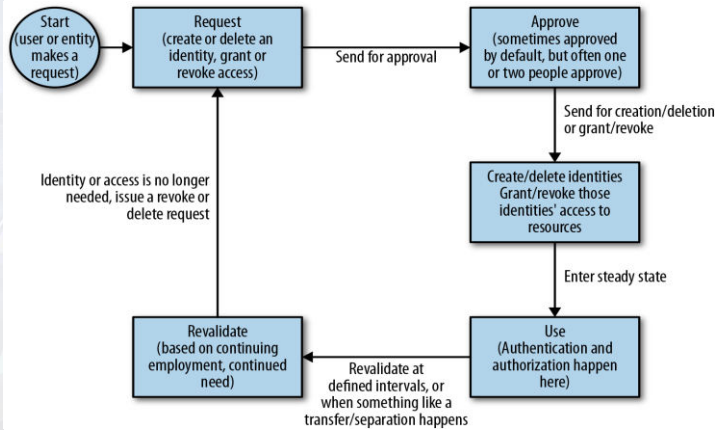 Start
(user or entity
makes a
request)
Request
(create or delete an
identity, grant or
revoke access)
Send for approval
Approve
(sometimes approved
by default, but often one
or two people approve)
Send for creation/deletion
or grant/revoke
Create/delete identities
Grant/revoke those
identities' access to
resources
Enter steady state
Use
(Authentication and
authorization happen
here)
Revalidate at
defined intervals, or
when something like a
transfer/separation happens
Revalidate
(based on continuing
employment, continued
need)
Identity or access is no longer
needed, issue a revoke or
delete request